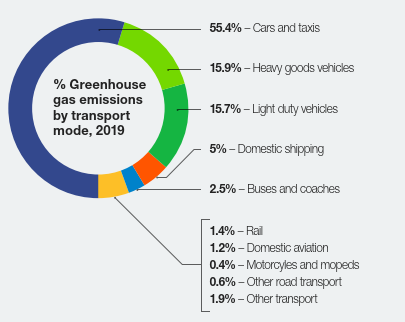 % Greenhouse
gas emissions
by transport
mode, 2019
55.4% – Cars and taxis
15.9% – Heavy goods vehicles
15.7% – Light duty vehicles
5% – Domestic shipping
2.5% – Buses and coaches
1.4% – Rail
1.2% – Domestic aviation
0.4% – Motorcyles and mopeds
0.6% – Other road transport
1.9% – Other transport